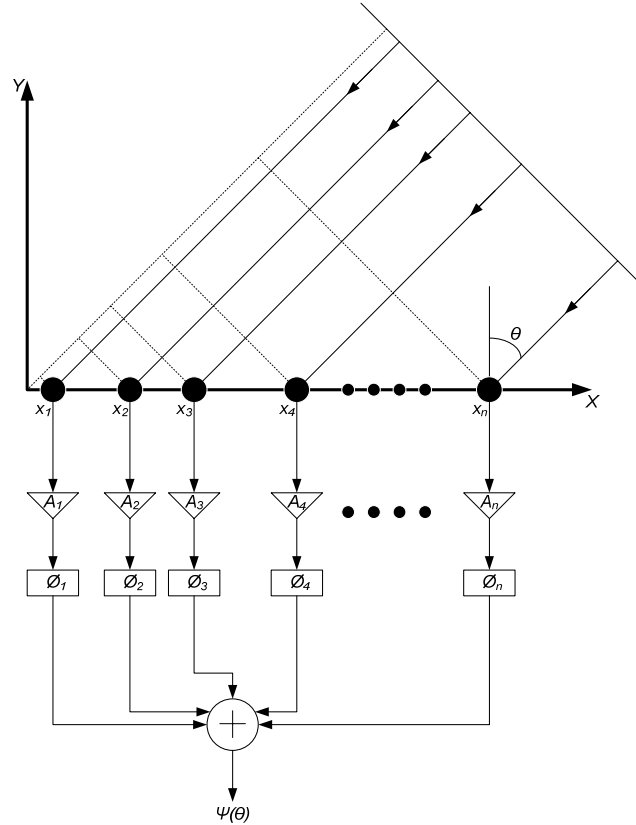 Y
θ
X
x1 x2 x3 x4 xn
A1 A2 A3 A4 An
Ø1 Ø2 Ø3 Ø4 Øn
Ψ(θ)